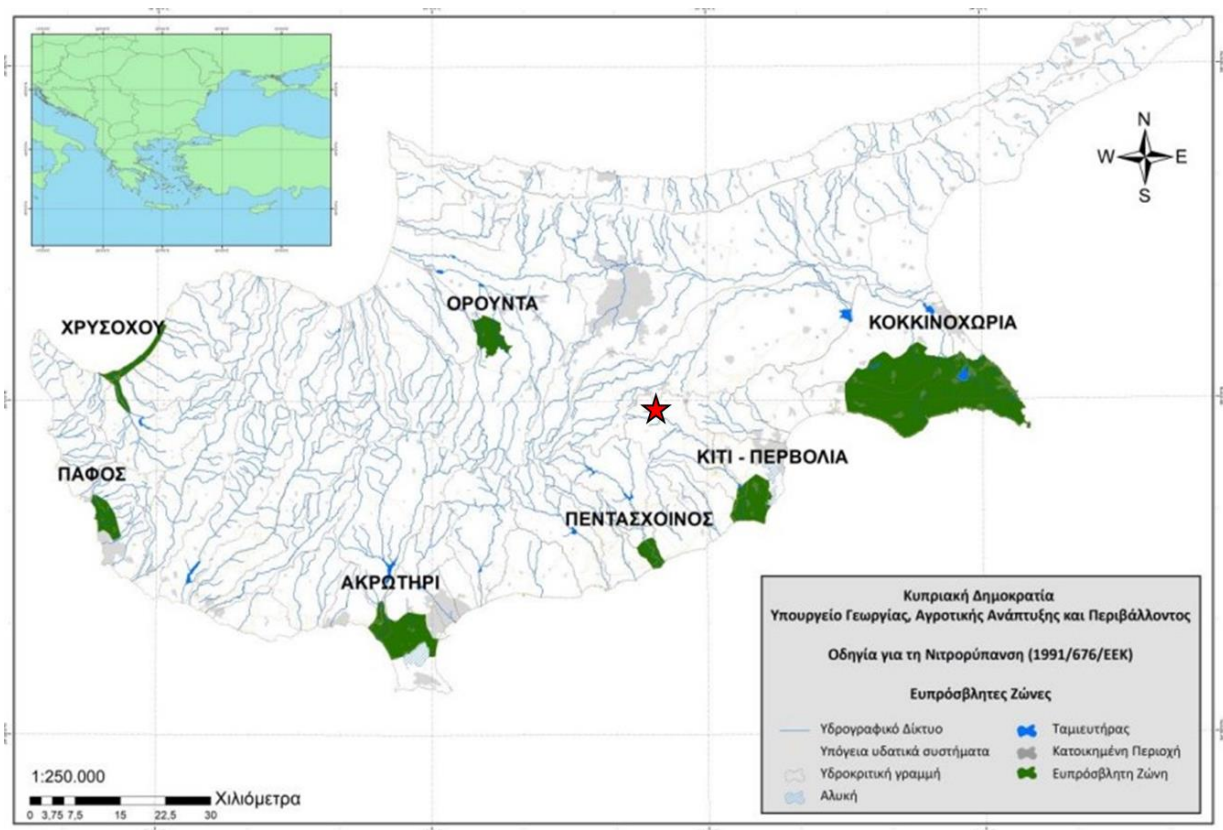 N
W E
S
ΟΡΟΥΝΤΑ
ΧΡΥΣΟΧΟΥ
ΚΟΚΚΙΝΟΧΩΡΙΑ
ΚΙΤΙ - ΠΕΡΒΟΛΙΑ
ΠΑΦΟΣ
ΠΕΝΤΑΣΧΟΙΝΟΣ
ΑΚΡΩΤΗΡΙ
Κυπριακή Δημοκρατία
Υπουργείο Γεωργίας, Αγροτικής Ανάπτυξης και Περιβάλλοντος
Οδηγία για τη Νιτρορύπανση (1991/676/ΕΕΚ)
Ευπρόσβλητες Ζώνες
Υδρογραφικό Δίκτυο
Υπόγεια υδατικά συστήματα
Υδροκριτική γραμμή
Αλυκή
Ταμιευτήρας
Κατοικημένη Περιοχή
Ευπρόσβλητη Ζώνη
1:250.000
Χιλιόμετρα
0 3,75 7,5 15 22,5 30